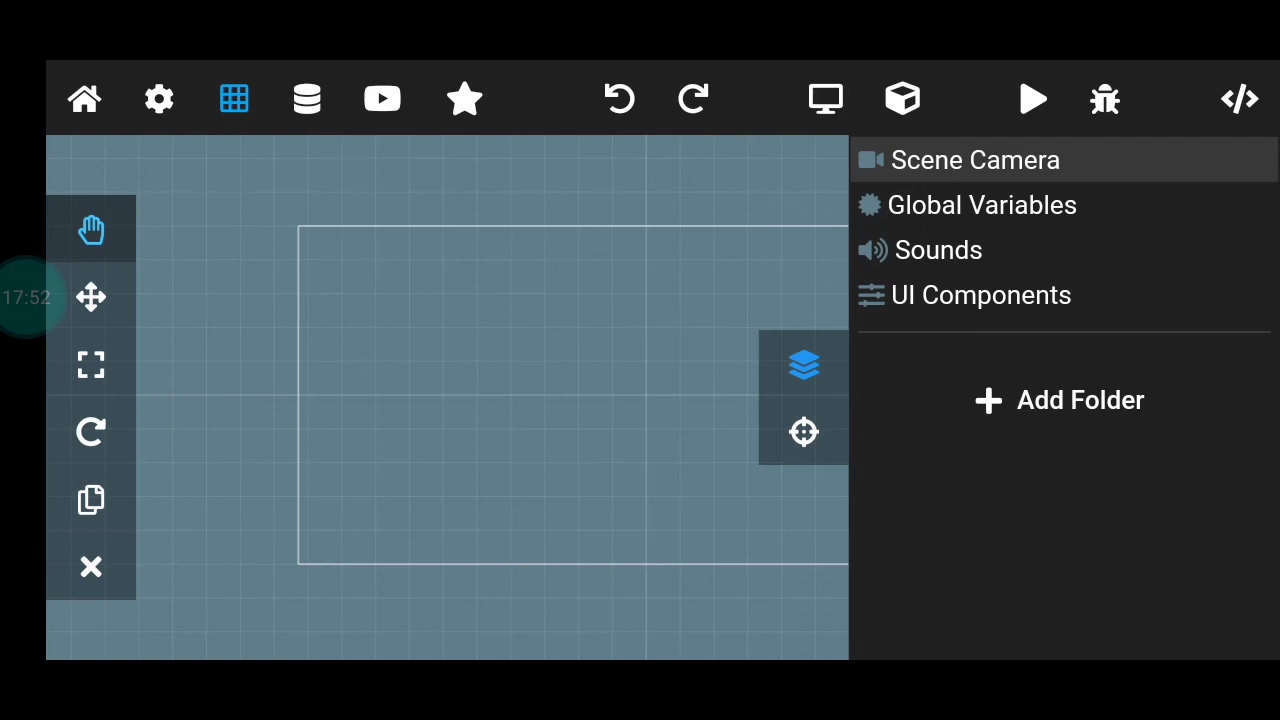 Scene Camera
Global Variables
17:52
Sounds
UI Components
Add Folder